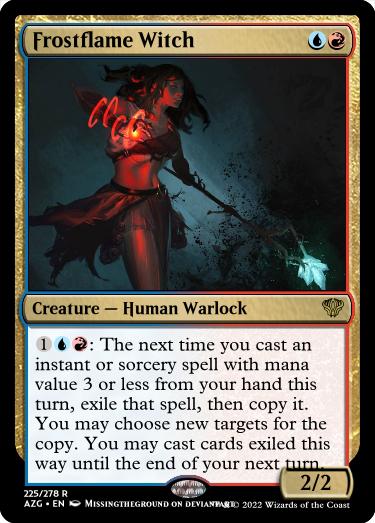 Frostflame Witch
Creature — Human Warlock
1 : The next time you cast an
instant or sorcery spell with mana
value 3 or less from your hand this
turn, exile that spell, then copy it.
You may choose new targets for the
copy. You may cast cards exiled this
way until the end of your next turn.
2/2
225/278 R
AZG • EN MISSINGTHEGROUND ON DEVIANTART © 2022 Wizards of the Coast